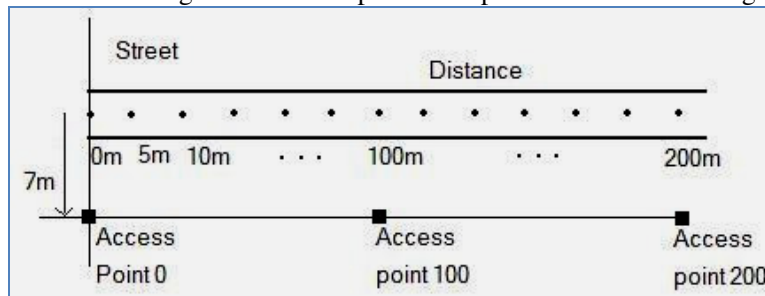 Street
Distance
0m 5m 10m . . . 100m . . . 200m
7m
Access Access Access
Point 0 point 100 point 200